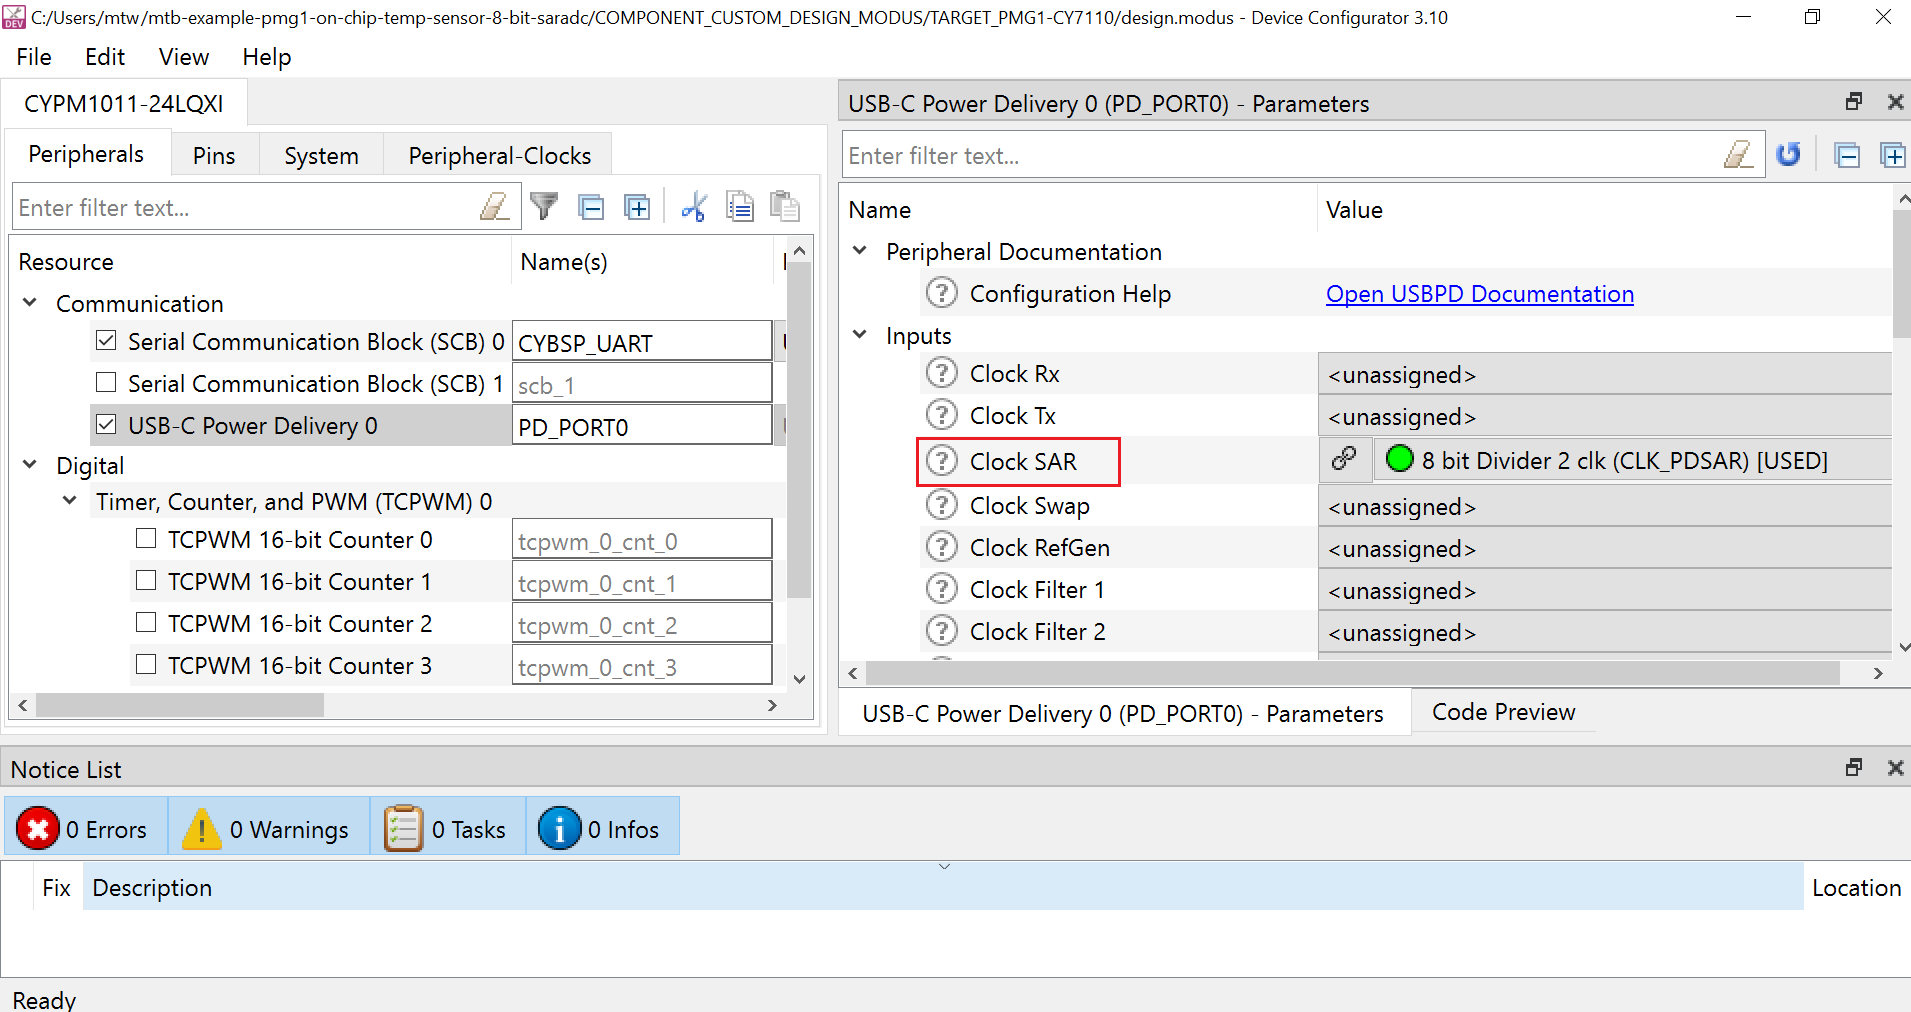 C:/Users/mtw/mtb-example-pmg1-on-chip-temp-sensor-8-bit-saradc/COMPONENT_CUSTOM_DESIGN_MODUS/TARGET_PMG1-CY7110/design.modus - Device Configurator 3.10
File Edit View Help
CYPM1011-24LQXI
Peripherals Pins System Peripheral-Clocks
Enter filter text...
Resource Name(s)
Communication
Serial Communication Block (SCB) 0 CYBSP_UART
Serial Communication Block (SCB) 1 scb_1
USB-C Power Delivery 0 PD_PORT0
Digital
Timer, Counter, and PWM (TCPWM) 0
TCPWM 16-bit Counter 0 tcpwm_0_cnt_0
TCPWM 16-bit Counter 1 tcpwm_0_cnt_1
TCPWM 16-bit Counter 2 tcpwm_0_cnt_2
TCPWM 16-bit Counter 3 tcpwm_0_cnt_3
USB-C Power Delivery 0 (PD_PORT0) - Parameters
Enter filter text...
Name Value
Peripheral Documentation
Configuration Help Open USBPD Documentation
Inputs
Clock Rx <unassigned>
Clock Tx <unassigned>
Clock SAR 8 bit Divider 2 clk (CLK_PDSAR) [USED]
Clock Swap <unassigned>
Clock RefGen <unassigned>
Clock Filter 1 <unassigned>
Clock Filter 2 <unassigned>
USB-C Power Delivery 0 (PD_PORT0) - Parameters Code Preview
Notice List
0 Errors 0 Warnings 0 Tasks 0 Infos
Fix Description Location
Ready